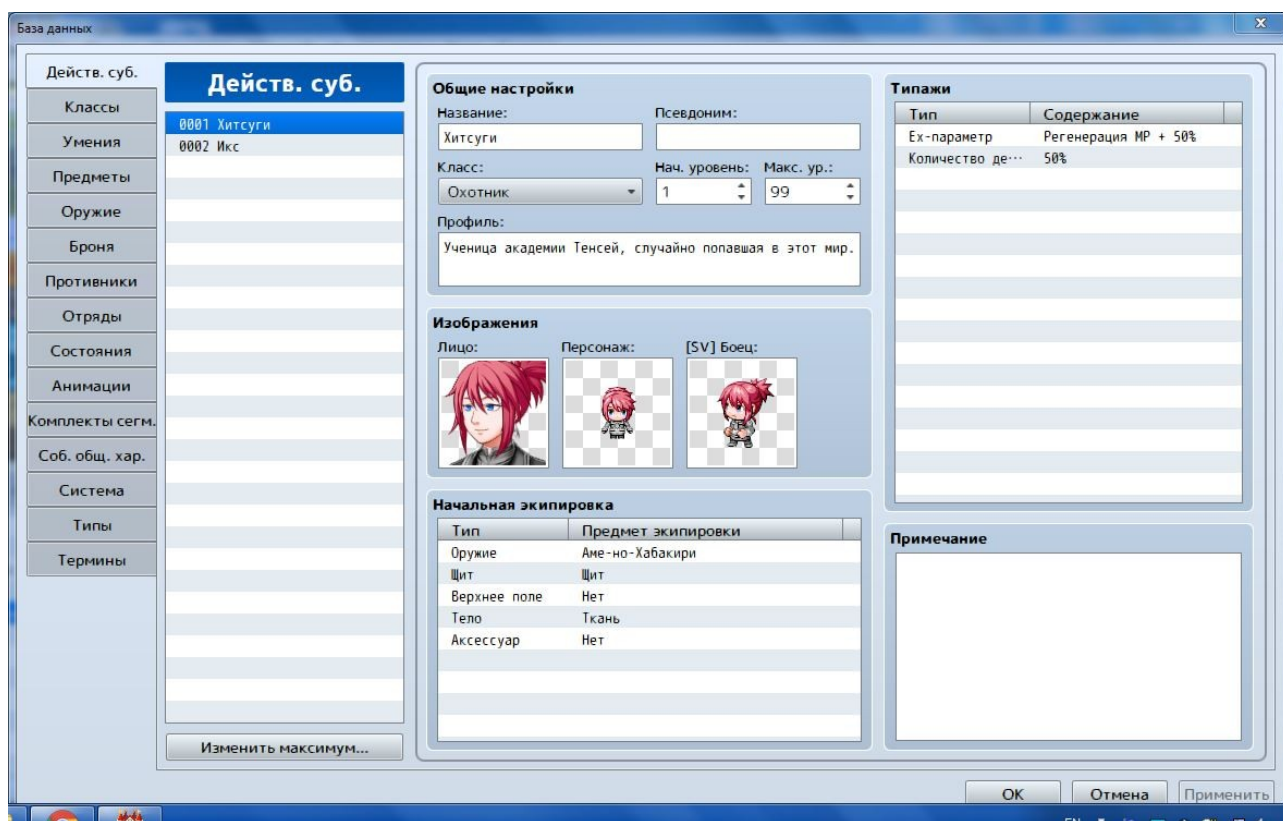 База данных
Действ. суб.
Классы
Умения
Предметы
Оружие
Броня
Противники
Отряды
Состояния
Анимации
Комплекты сегм.
Соб. общ. хар.
Система
Типы
Термины
Действ. суб.
0001 Хитсуги
0002 Икс
Изменить максимум...
Общие настройки
Название:
Псевдоним:
Хитсуги
Класс:
Нач. уровень:
Макс. ур.:
Охотник
1
99
Профиль:
Ученица академии Тенсей, случайно попавшая в этот мир.
Изображения
Лицо:
Персонаж:
[SV] Боец:
Начальная экипировка
Тип
Предмет экипировки
Оружие
Аме-но-Хабакири
Щит
Щит
Верхнее поле
Нет
Тело
Ткань
Аксессуар
Нет
Типажи
Тип
Содержание
Ex-параметр
Регенерация MP + 50%
Количество де…
50%
Примечание
OK
Отмена
Применить
EN